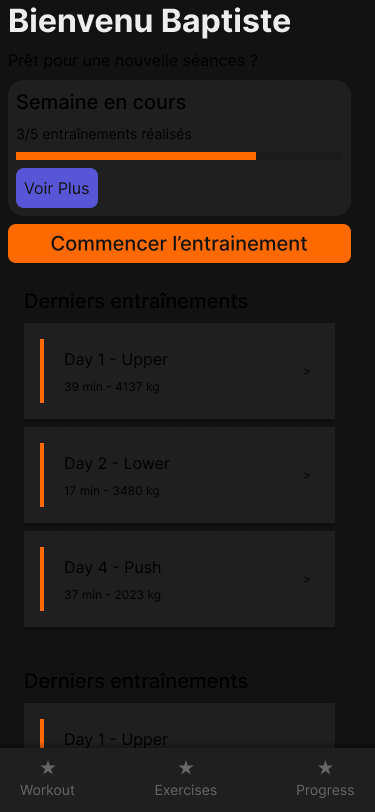 Bienvenu Baptiste
Prêt pour une nouvelle séances ?
Semaine en cours
3/5 entraînements réalisés
Voir Plus
Commencer l’entrainement
Derniers entraînements
Day 1 - Upper
39 min - 4137 kg
>
Day 2 - Lower
17 min - 3480 kg
>
Day 4 - Push
37 min - 2023 kg
>
Derniers entraînements
Day 1 - Upper
Workout
Exercises
Progress